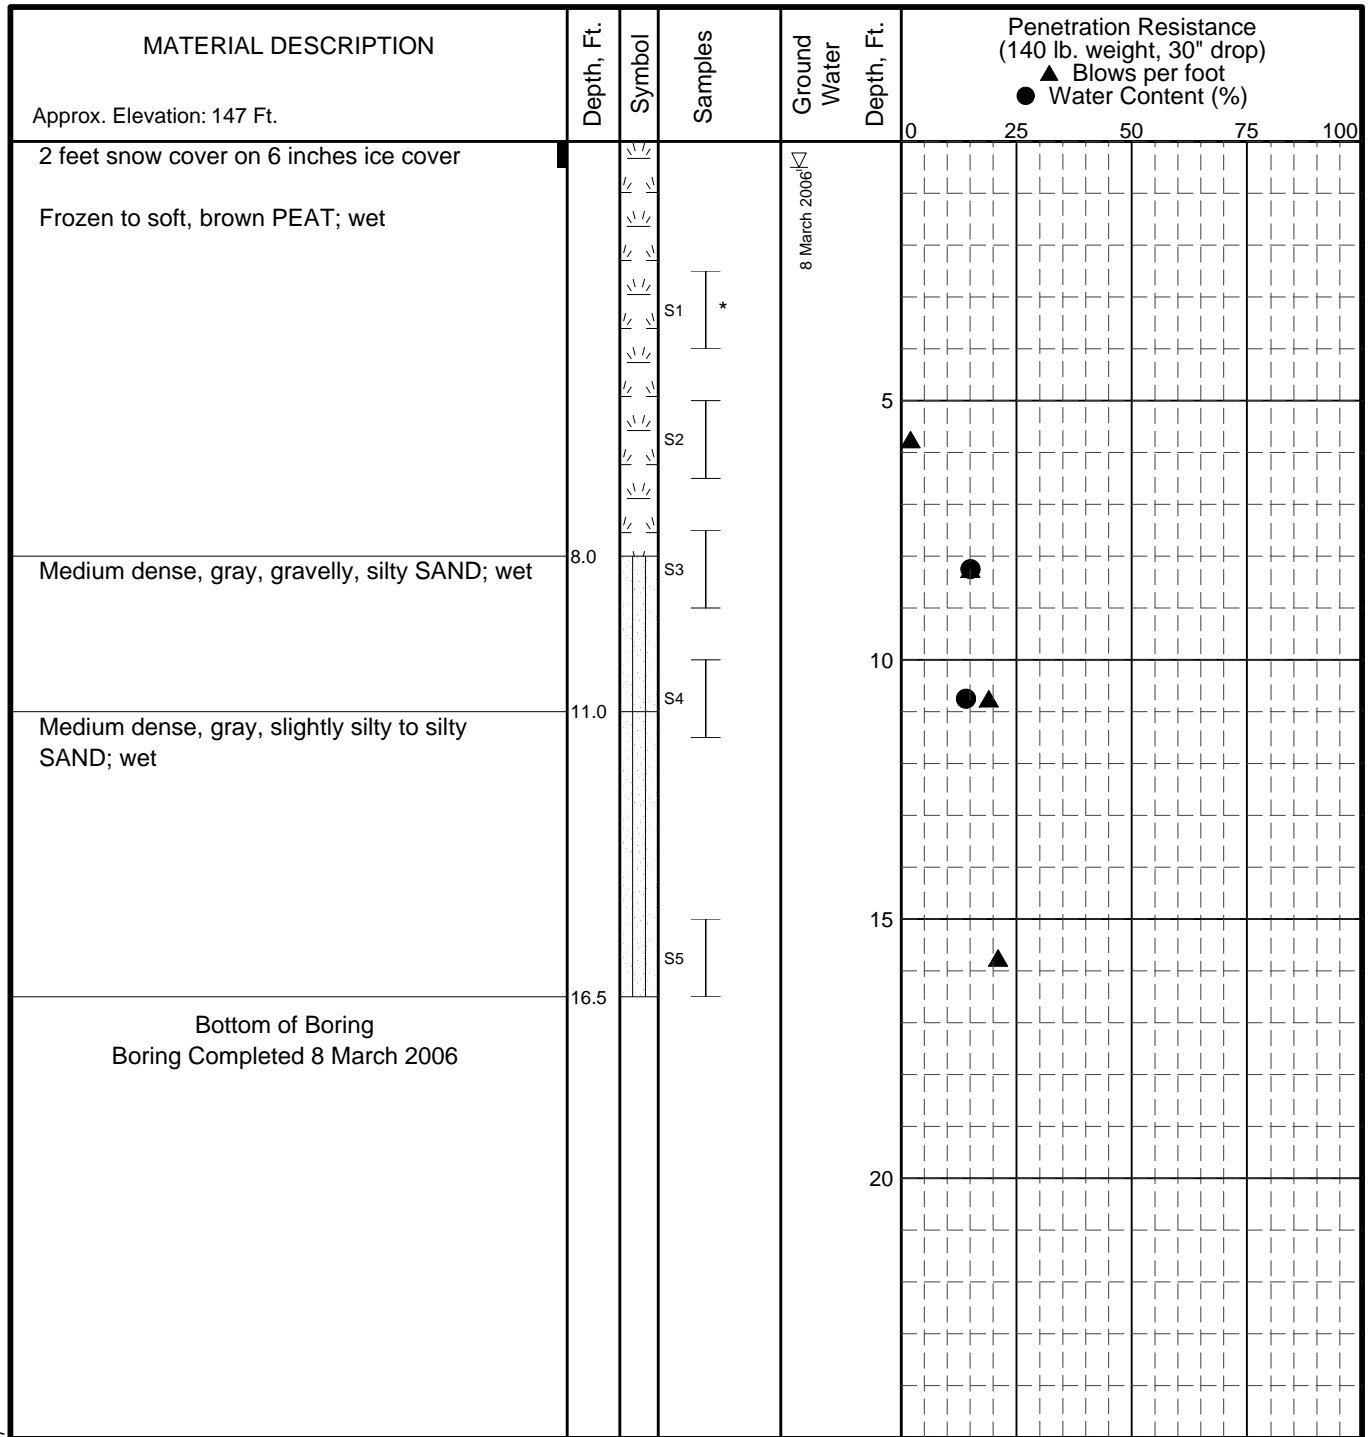 MATERIAL DESCRIPTION
Approx. Elevation: 147 Ft.
Depth, Ft.
Symbol
Samples
Ground
Water
Depth, Ft.
Penetration Resistance
(140 lb. weight, 30" drop)
▲ Blows per foot
● Water Content (%)
0 25 50 75 100
2 feet snow cover on 6 inches ice cover
Frozen to soft, brown PEAT; wet
8 March 2006
S1 *
5
S2
8.0
Medium dense, gray, gravelly, silty SAND; wet
S3
10
S4
11.0
Medium dense, gray, slightly silty to silty
SAND; wet
15
S5
16.5
Bottom of Boring
Boring Completed 8 March 2006
20